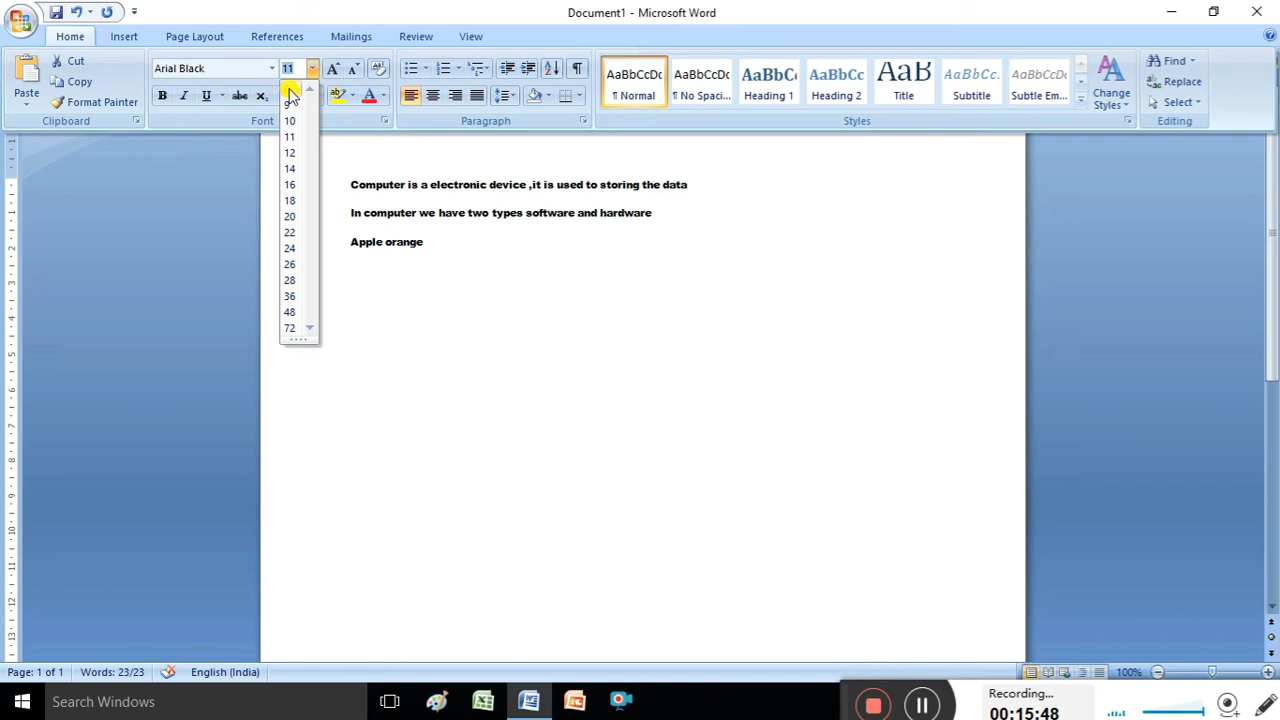 Document1 - Microsoft Word
Home Insert Page Layout References Mailings Review View
Paste
Cut
Copy
Format Painter
Clipboard
Arial Black 11
Font
Paragraph
AaBbCcDc AaBbCcDc AaBbCc AaBbCc AaB AaBbCc. AaBbCcDc
¶ Normal ¶ No Spaci... Heading 1 Heading 2 Title Subtitle Subtle Em...
Change
Styles
Styles
Find
Replace
Select
Editing
9
10
11
12
14
16
18
20
22
24
26
28
36
48
72
Computer is a electronic device ,it is used to storing the data
In computer we have two types software and hardware
Apple orange
Page: 1 of 1 Words: 23/23 English (India) 100%
Search Windows
Recording...
00:15:48